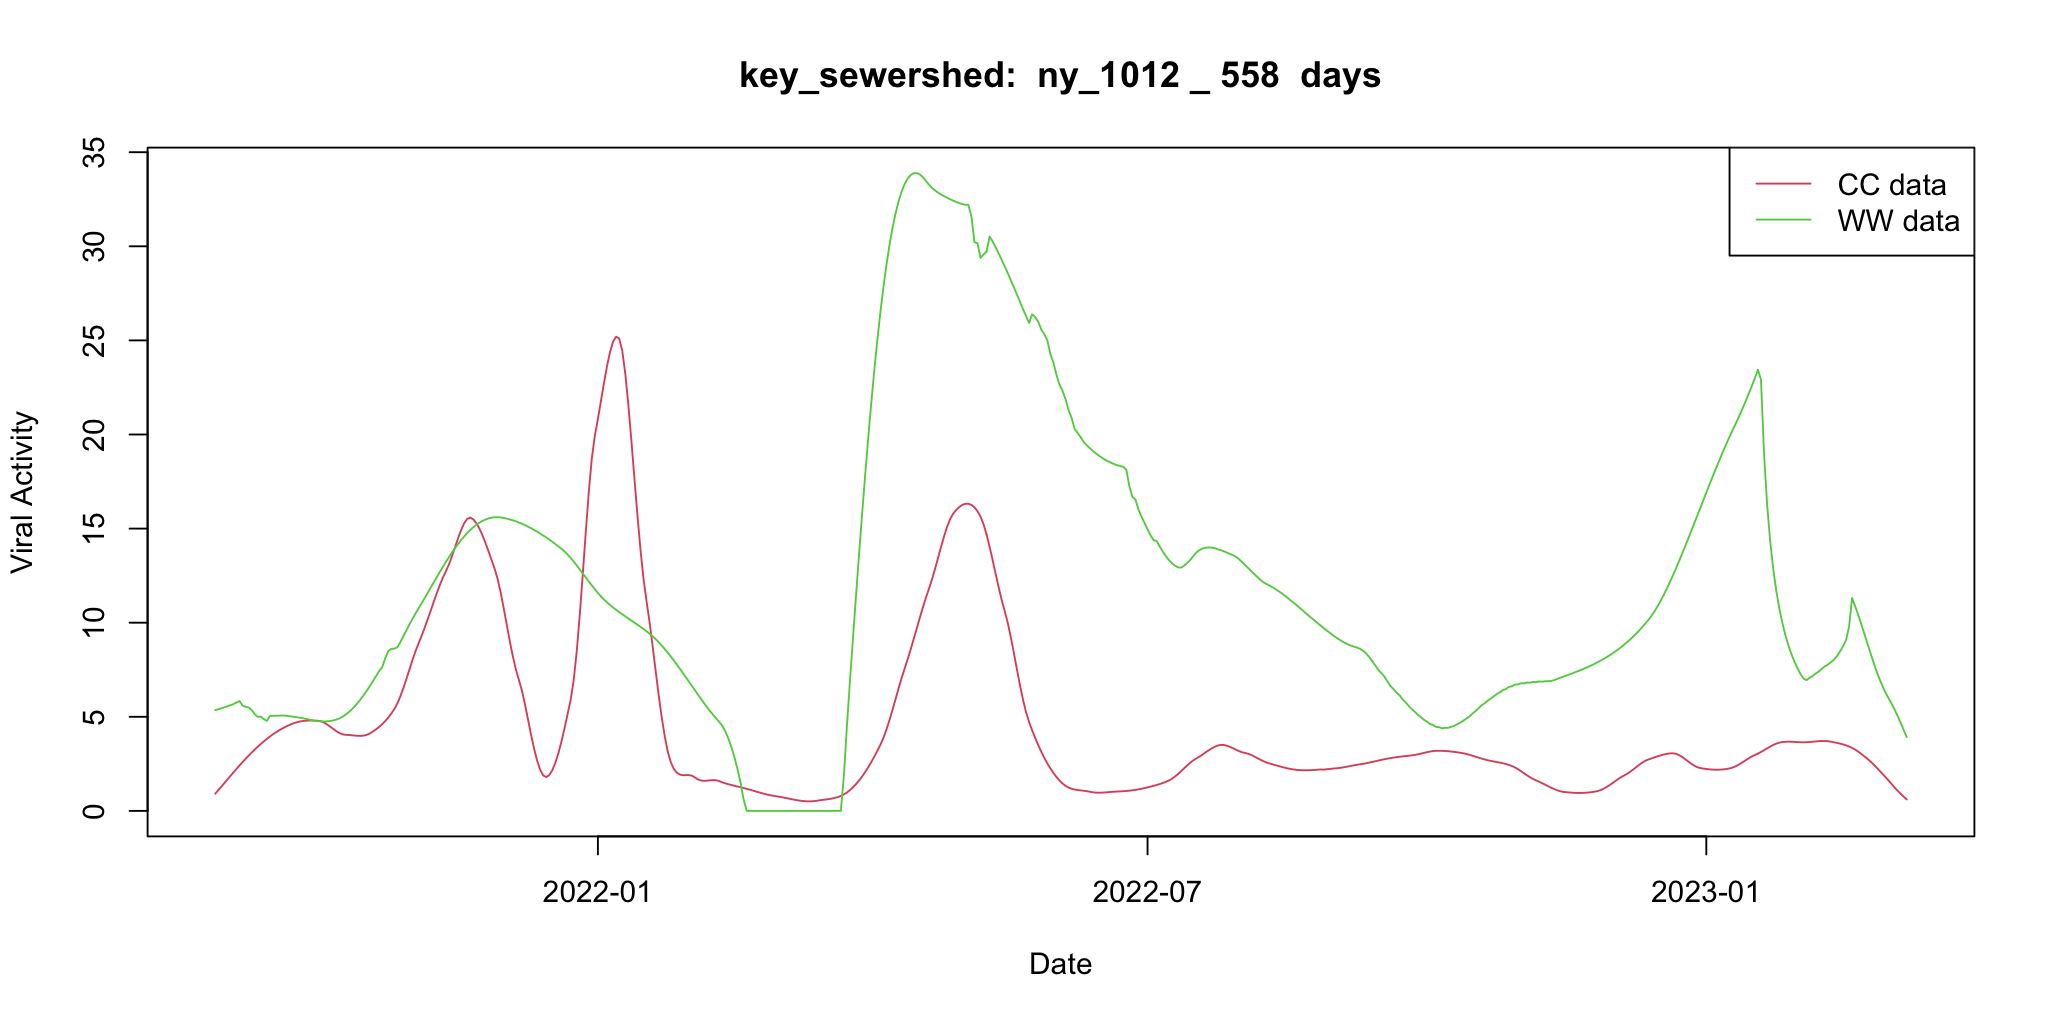 key_sewershed:  ny_1012 _ 558  days
CC data
WW data
Viral Activity
35
30
25
20
15
10
5
0
2022-01
2022-07
2023-01
Date